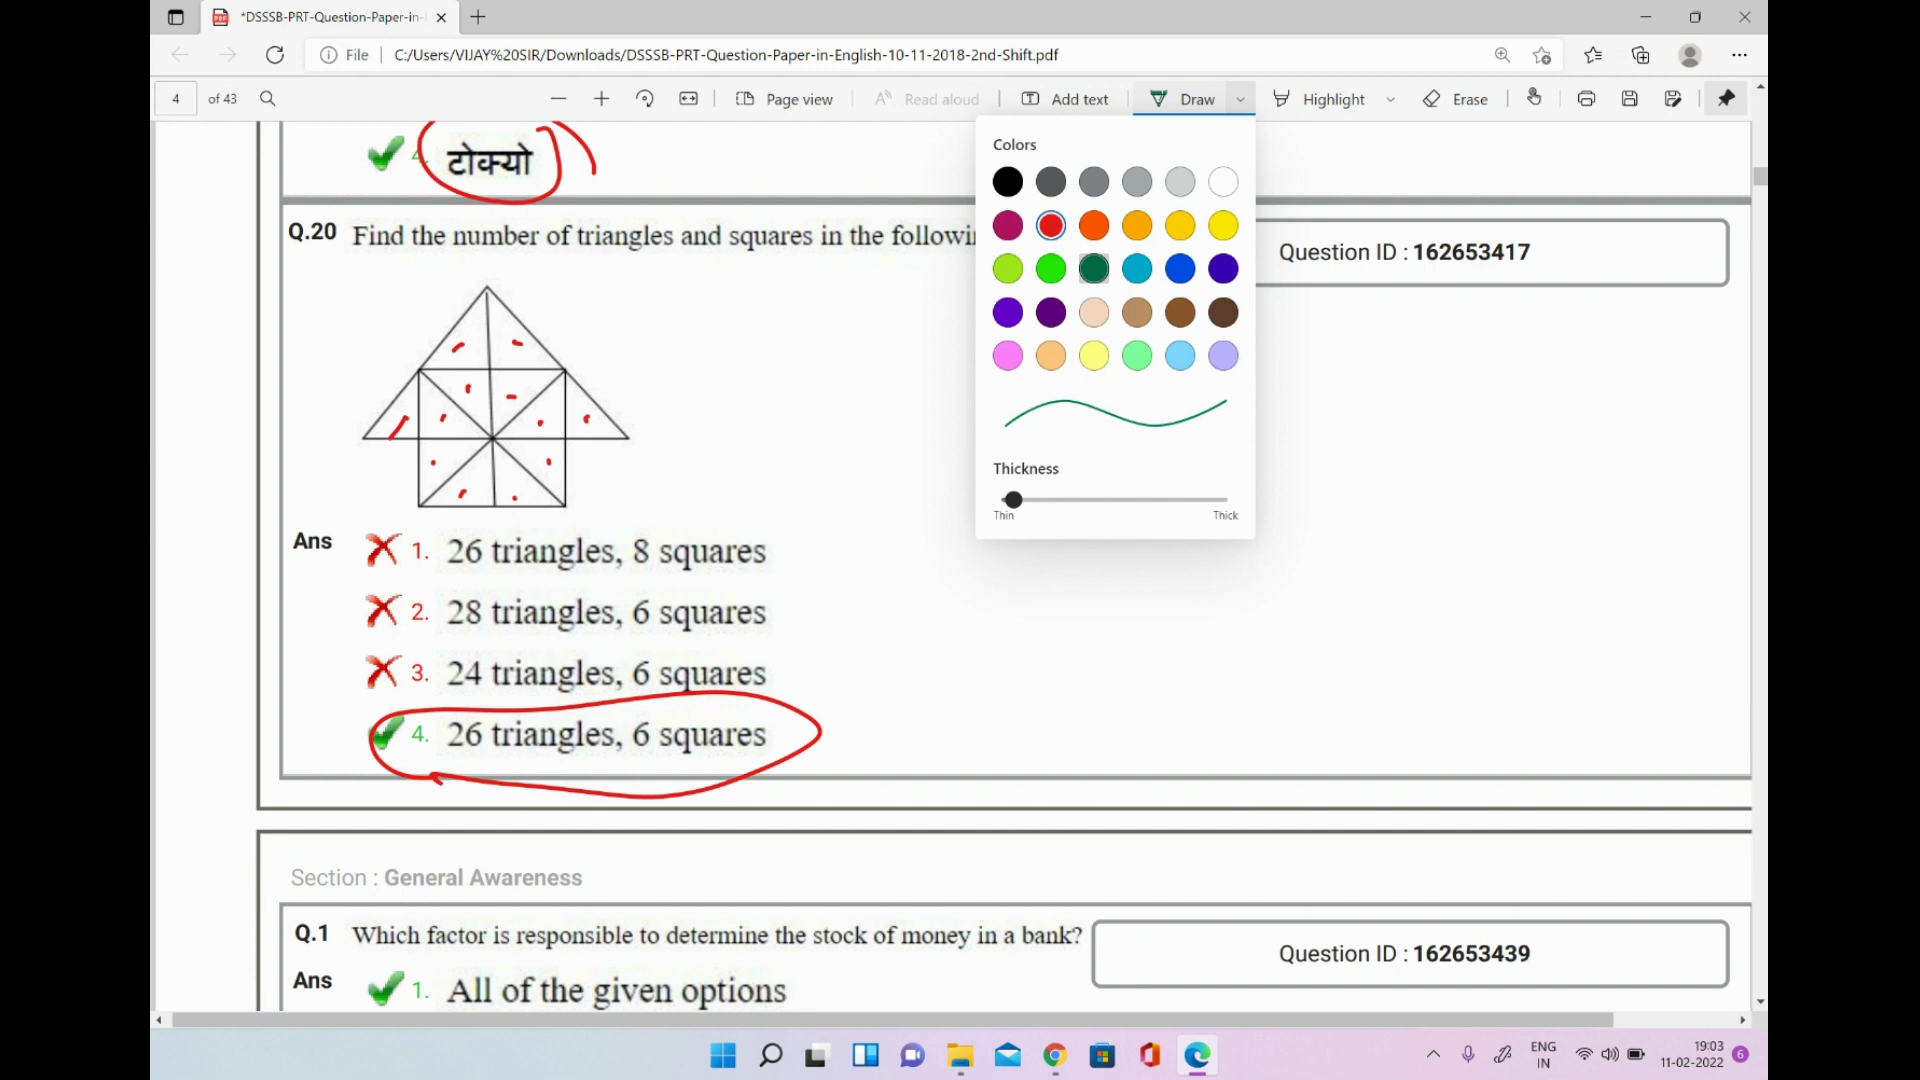 *DSSSB-PRT-Question-Paper-in-
File C:/Users/VIJAY%20SIR/Downloads/DSSSB-PRT-Question-Paper-in-English-10-11-2018-2nd-Shift.pdf
4 of 43 Page view Read aloud Add text Draw Highlight Erase
4. टोक्यो
Colors
Q.20 Find the number of triangles and squares in the
Question ID : 162653417
Thickness
Thin Thick
Ans 1. 26 triangles, 8 squares
2. 28 triangles, 6 squares
3. 24 triangles, 6 squares
4. 26 triangles, 6 squares
Section : General Awareness
Q.1 Which factor is responsible to determine the stock of money in a bank?
Question ID : 162653439
Ans 1. All of the given options
ENG
IN
19:03
11-02-2022
6